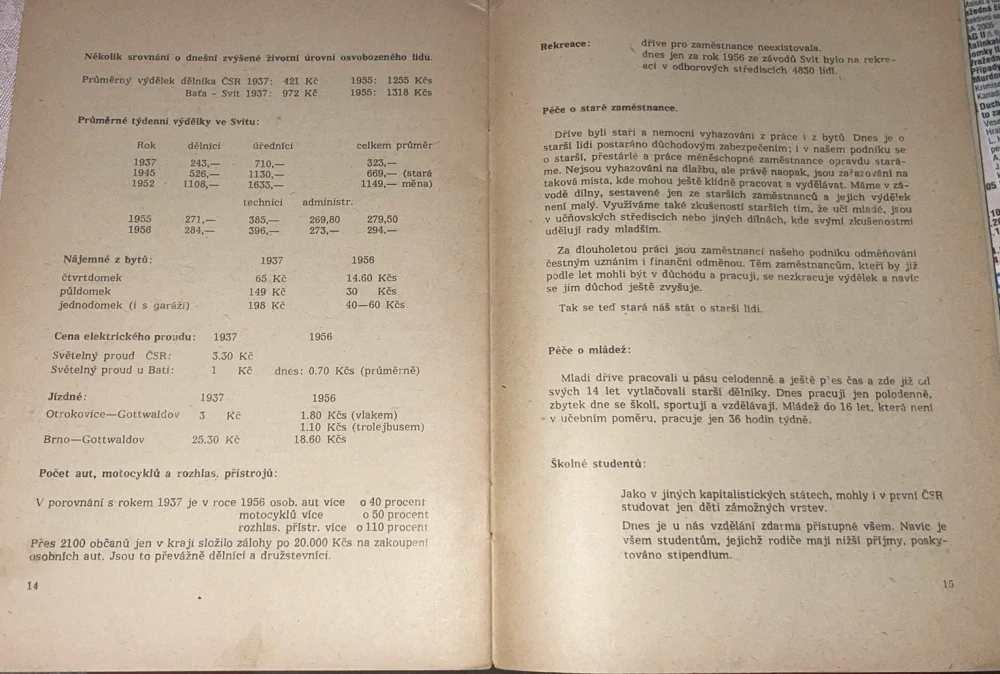 Několik srovnání o dnešní zvýšené životní úrovni osvobozeného lidu.
Průměrný výdělek dělníka ČSR 1937: 421 Kč 1955: 1255 Kčs
Baťa - Svit 1937: 972 Kč 1955: 1318 Kčs
Průměrné týdenní výdělky ve Svitu:
Rok dělníci úředníci celkem průměr
1937 243,— 710,— 323,—
1945 526,— 1130,— 669,— (stará
1952 1108,— 1633,— 1149,— měna)
technici administr.
1955 271,— 385,— 269,80 279,50
1956 284,— 396,— 273,— 294,—
Nájemné z bytů: 1937 1956
čtvrtdomek 65 Kč 14.60 Kčs
půldomek 149 Kč 30 Kčs
jednodomek (i s garáží) 198 Kč 40—60 Kčs
Cena elektrického proudu: 1937 1956
Světelný proud ČSR: 3.30 Kč
Světelný proud u Bati: 1 Kč dnes: 0.70 Kčs (průměrně)
Jízdné: 1937 1956
Otrokovice—Gottwaldov 3 Kč 1.80 Kčs (vlakem)
1.10 Kčs (trolejbusem)
Brno—Gottwaldov 25.30 Kč 18.60 Kčs
Počet aut, motocyklů a rozhlas. přístrojů:
V porovnání s rokem 1937 je v roce 1956 osob. aut více o 40 procent
motocyklů více o 50 procent
rozhlas. přístr. více o 110 procent
Přes 2100 občanů jen v kraji složilo zálohy po 20.000 Kčs na zakoupení
osobních aut. Jsou to převážně dělníci a družstevníci.
14
Rekreace: dříve pro zaměstnance neexistovala.
dnes jen za rok 1956 ze závodů Svit bylo na rekre-
aci v odborových střediscích 4830 lidí.
Péče o staré zaměstnance.
Dříve byli staří a nemocní vyhazováni z práce i z bytů. Dnes je o
starší lidi postaráno důchodovým zabezpečením; i v našem podniku se
o starší, přestárlé a práce méněschopné zaměstnance opravdu stará-
me. Nejsou vyhazováni na dlažbu, ale právě naopak, jsou zařazováni na
taková místa, kde mohou ještě klidně pracovat a vydělávat. Máme v zá-
vodě dílny, sestavené jen ze starších zaměstnanců a jejich výdělek
není malý. Využíváme také zkušeností starších tím, že učí mladé, jsou
v učňovských střediscích nebo jiných dílnách, kde svými zkušenostmi
udělují rady mladším.
Za dlouholetou práci jsou zaměstnanci našeho podniku odměňováni
čestným uznáním i finanční odměnou. Těm zaměstnancům, kteří by již
podle let mohli být v důchodu a pracují, se nezkracuje výdělek a navíc
se jim důchod ještě zvyšuje.
Tak se teď stará náš stát o starší lidi.
Péče o mládež:
Mladí dříve pracovali u pásu celodenně a ještě přes čas a zde již od
svých 14 let vytlačovali starší dělníky. Dnes pracují jen polodenně,
zbytek dne se školí, sportují a vzdělávají. Mládež do 16 let, která není
v učebním poměru, pracuje jen 36 hodin týdně.
Školné studentů:
Jako v jiných kapitalistických státech, mohly i v první ČSR
studovat jen děti zámožných vrstev.
Dnes je u nás vzdělání zdarma přístupné všem. Navíc je
všem studentům, jejichž rodiče mají nižší příjmy, posky-
továno stipendium.
15